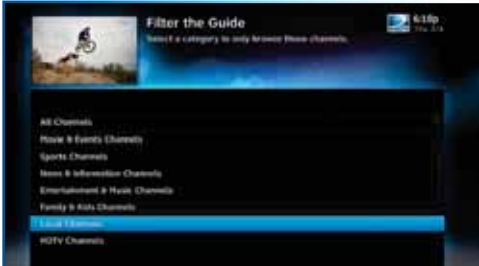 Filter the Guide
Select a category to only browse those channels.
6:18p
All Channels
Movie & Events Channels
Sports Channels
News & Information Channels
Entertainment & Music Channels
Family & Kids Channels
Local Channels
HDTV Channels